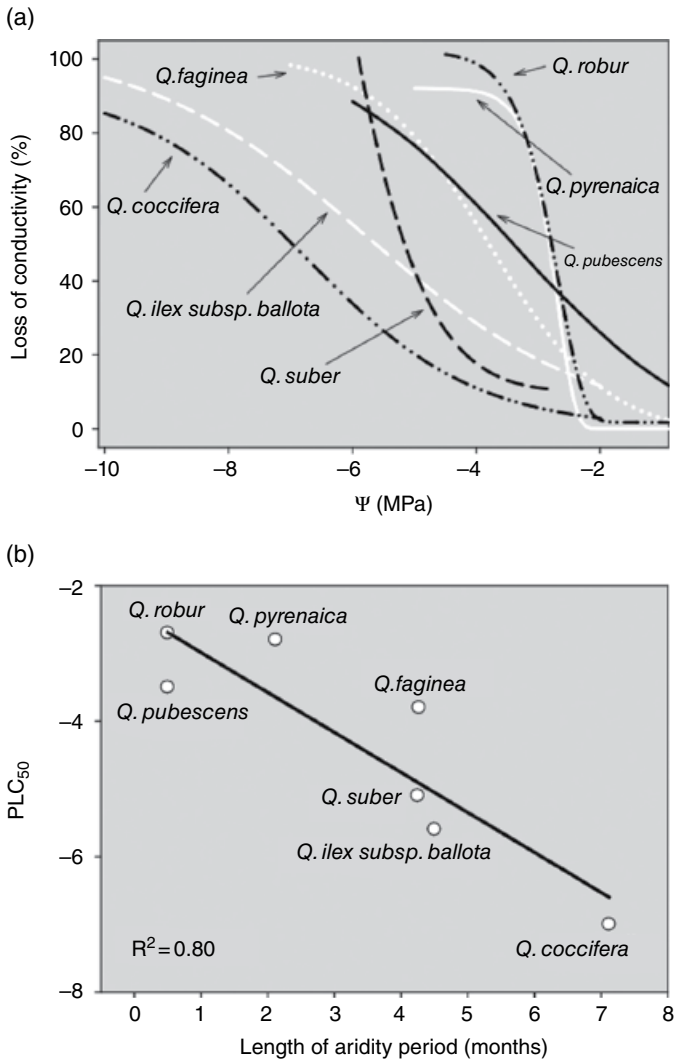 (a)
100
80
60
40
20
0
Loss of conductivity (%)
Q. faginea
Q. robur
Q. coccifera
Q. pyrenaica
Q. pubescens
Q. ilex subsp. ballota
Q. suber
–10
–8
–6
–4
–2
Ψ (MPa)
(b)
–2
–4
–6
–8
PLC50
Q. robur
Q. pyrenaica
Q. pubescens
Q.faginea
Q. suber
Q. ilex subsp. ballota
Q. coccifera
R² = 0.80
0 1 2 3 4 5 6 7 8
Length of aridity period (months)